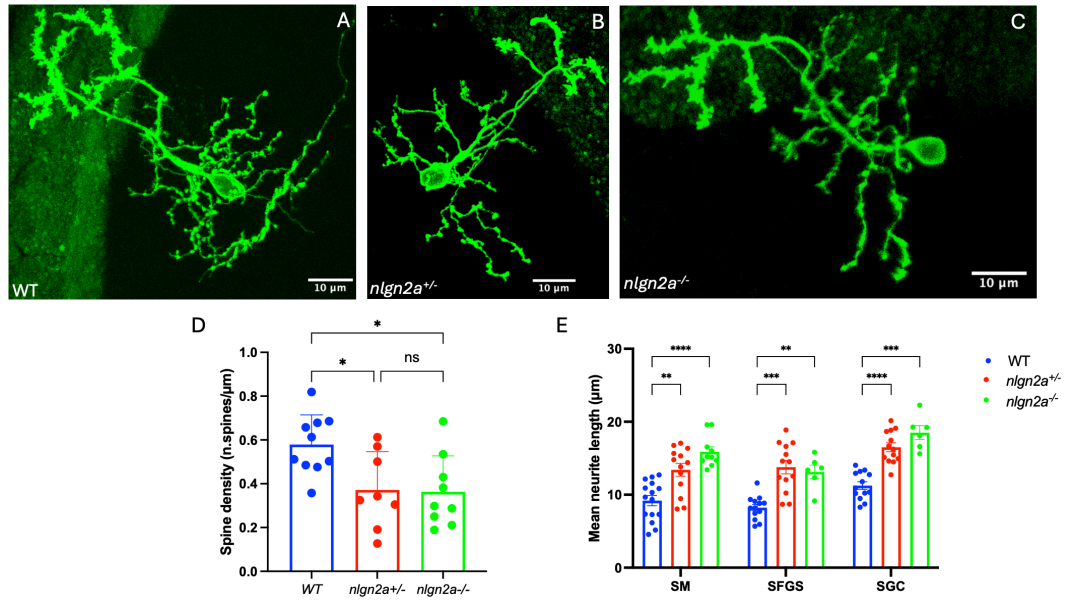 A
WT
10 µm
B
nlgn2a+/-
10 µm
C
nlgn2a-/-
10 µm
D
*
*
ns
Spine density (n.spines/µm)
1.0
0.8
0.6
0.4
0.2
0.0
WT
nlgn2a+/-
nlgn2a-/-
E
Mean neurite length (µm)
30
20
10
0
****
**
**
***
***
****
SM
SFGS
SGC
WT
nlgn2a+/-
nlgn2a-/-